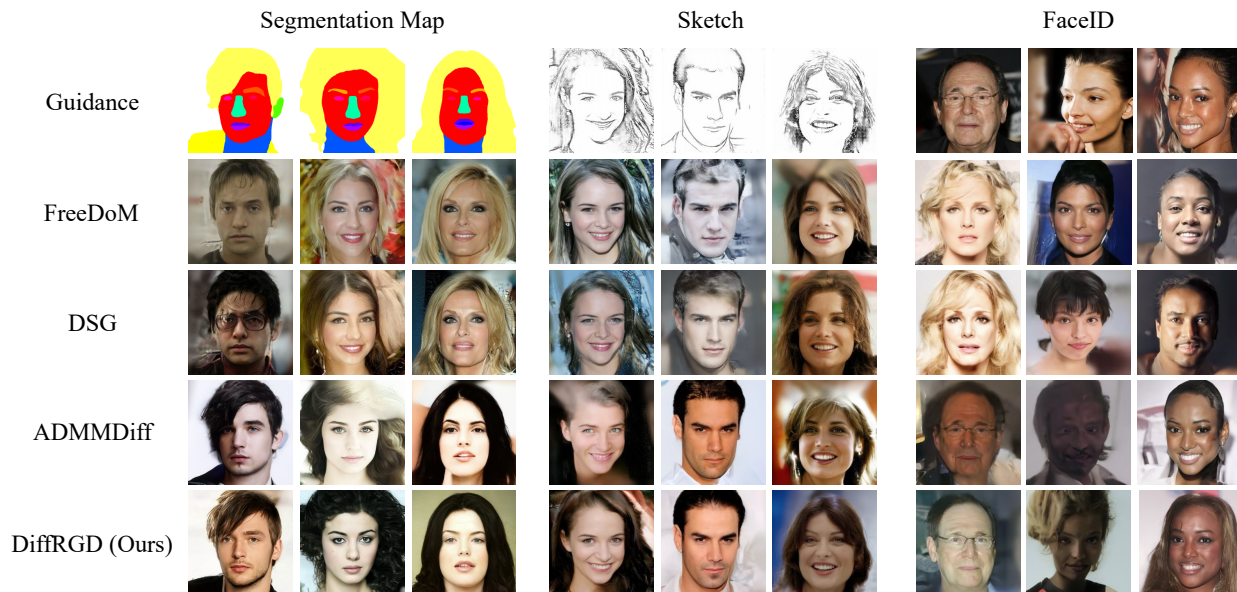 Segmentation Map
Sketch
FaceID
Guidance
FreeDoM
DSG
ADMMDiff
DiffRGD (Ours)